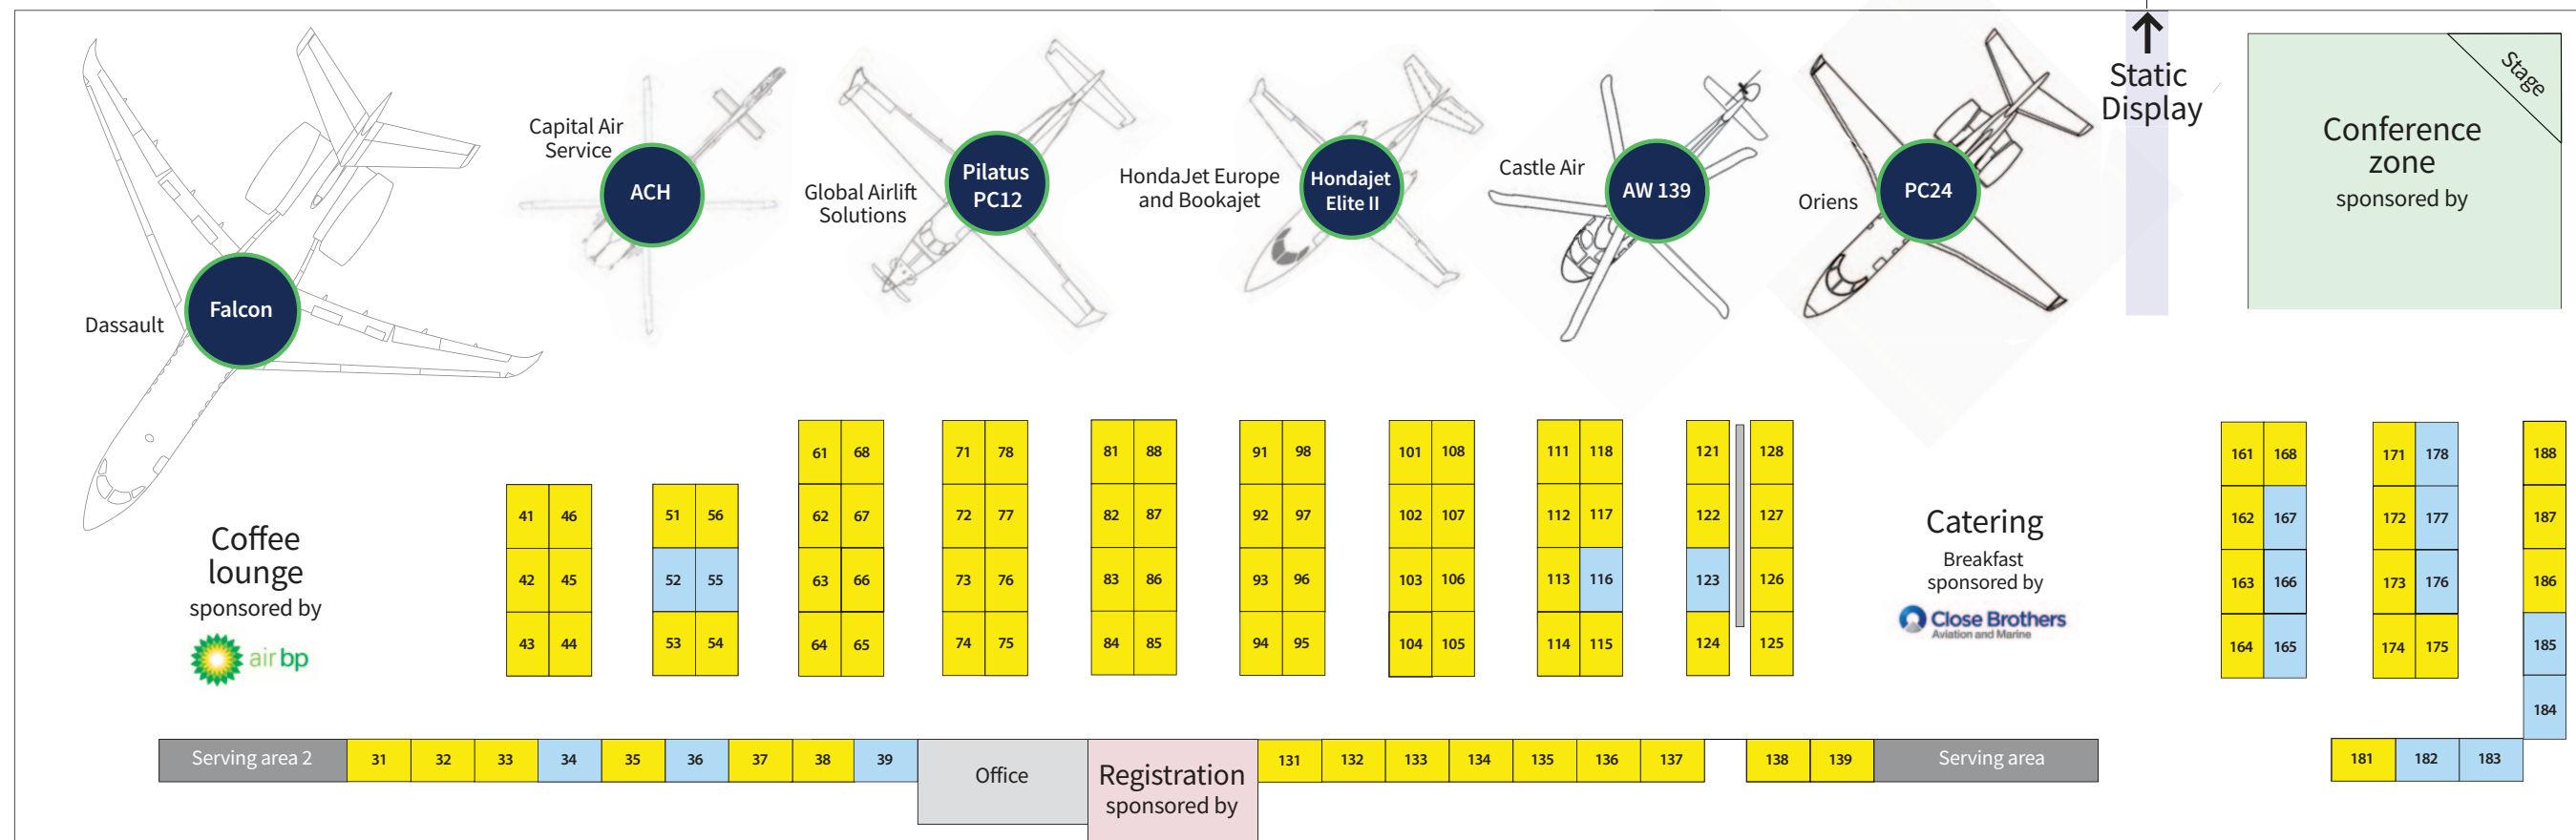 Static
Display
Stage
Conference
zone
sponsored by
Capital Air
Service
ACH
Pilatus
PC12
Global Airlift
Solutions
HondaJet Europe
and Bookajet
Hondajet
Elite II
Castle Air
AW 139
Oriens
PC24
Dassault
Falcon
61 68 71 78 81 88 91 98 101 108 111 118 121 128 161 168 171 178 188
41 46 51 56 62 67 72 77 82 87 92 97 102 107 112 117 122 127 162 167 172 177 187
42 45 52 55 63 66 73 76 83 86 93 96 103 106 113 116 123 126 163 166 173 176 186
43 44 53 54 64 65 74 75 84 85 94 95 104 105 114 115 124 125 164 165 174 175 185
184
Coffee
lounge
sponsored by
air bp
Catering
Breakfast
sponsored by
Close Brothers
Aviation and Marine
Serving area 2 31 32 33 34 35 36 37 38 39
Office
Registration
sponsored by
131 132 133 134 135 136 137 138 139 Serving area
181 182 183